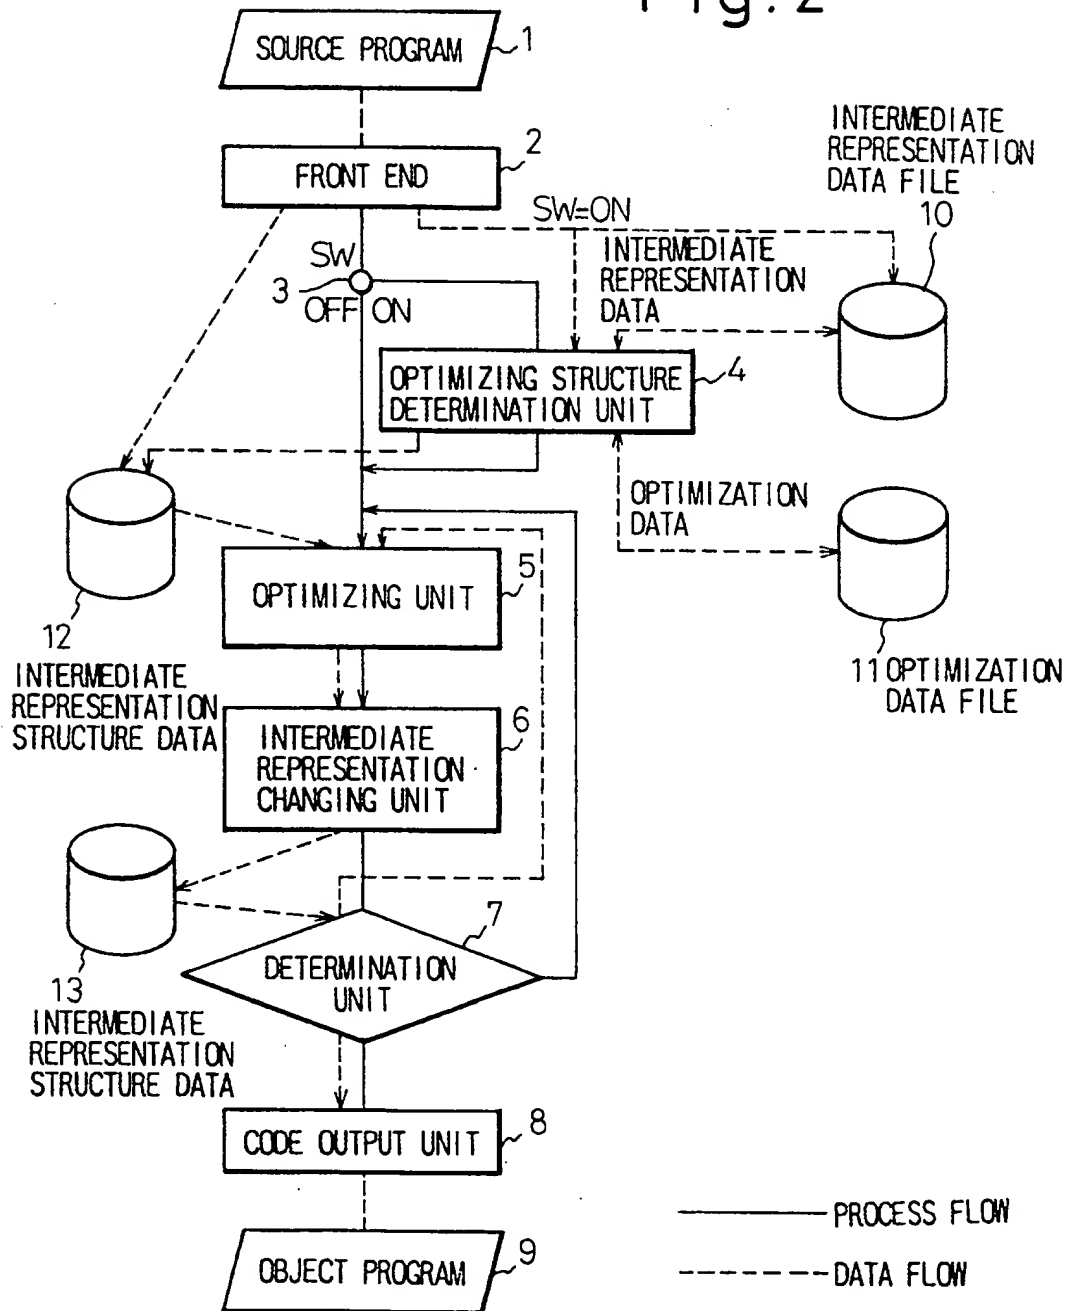 Fig. 2
SOURCE PROGRAM
1
2
FRONT END
INTERMEDIATE
REPRESENTATION
DATA FILE
10
SW=ON
SW
3
OFF ON
INTERMEDIATE
REPRESENTATION
DATA
OPTIMIZING STRUCTURE
DETERMINATION UNIT
4
OPTIMIZATION
DATA
5
OPTIMIZING UNIT
12
INTERMEDIATE
REPRESENTATION
STRUCTURE DATA
11 OPTIMIZATION
DATA FILE
6
INTERMEDIATE
REPRESENTATION
CHANGING UNIT
7
DETERMINATION
UNIT
13
INTERMEDIATE
REPRESENTATION
STRUCTURE DATA
CODE OUTPUT UNIT
8
OBJECT PROGRAM
9
PROCESS FLOW
DATA FLOW